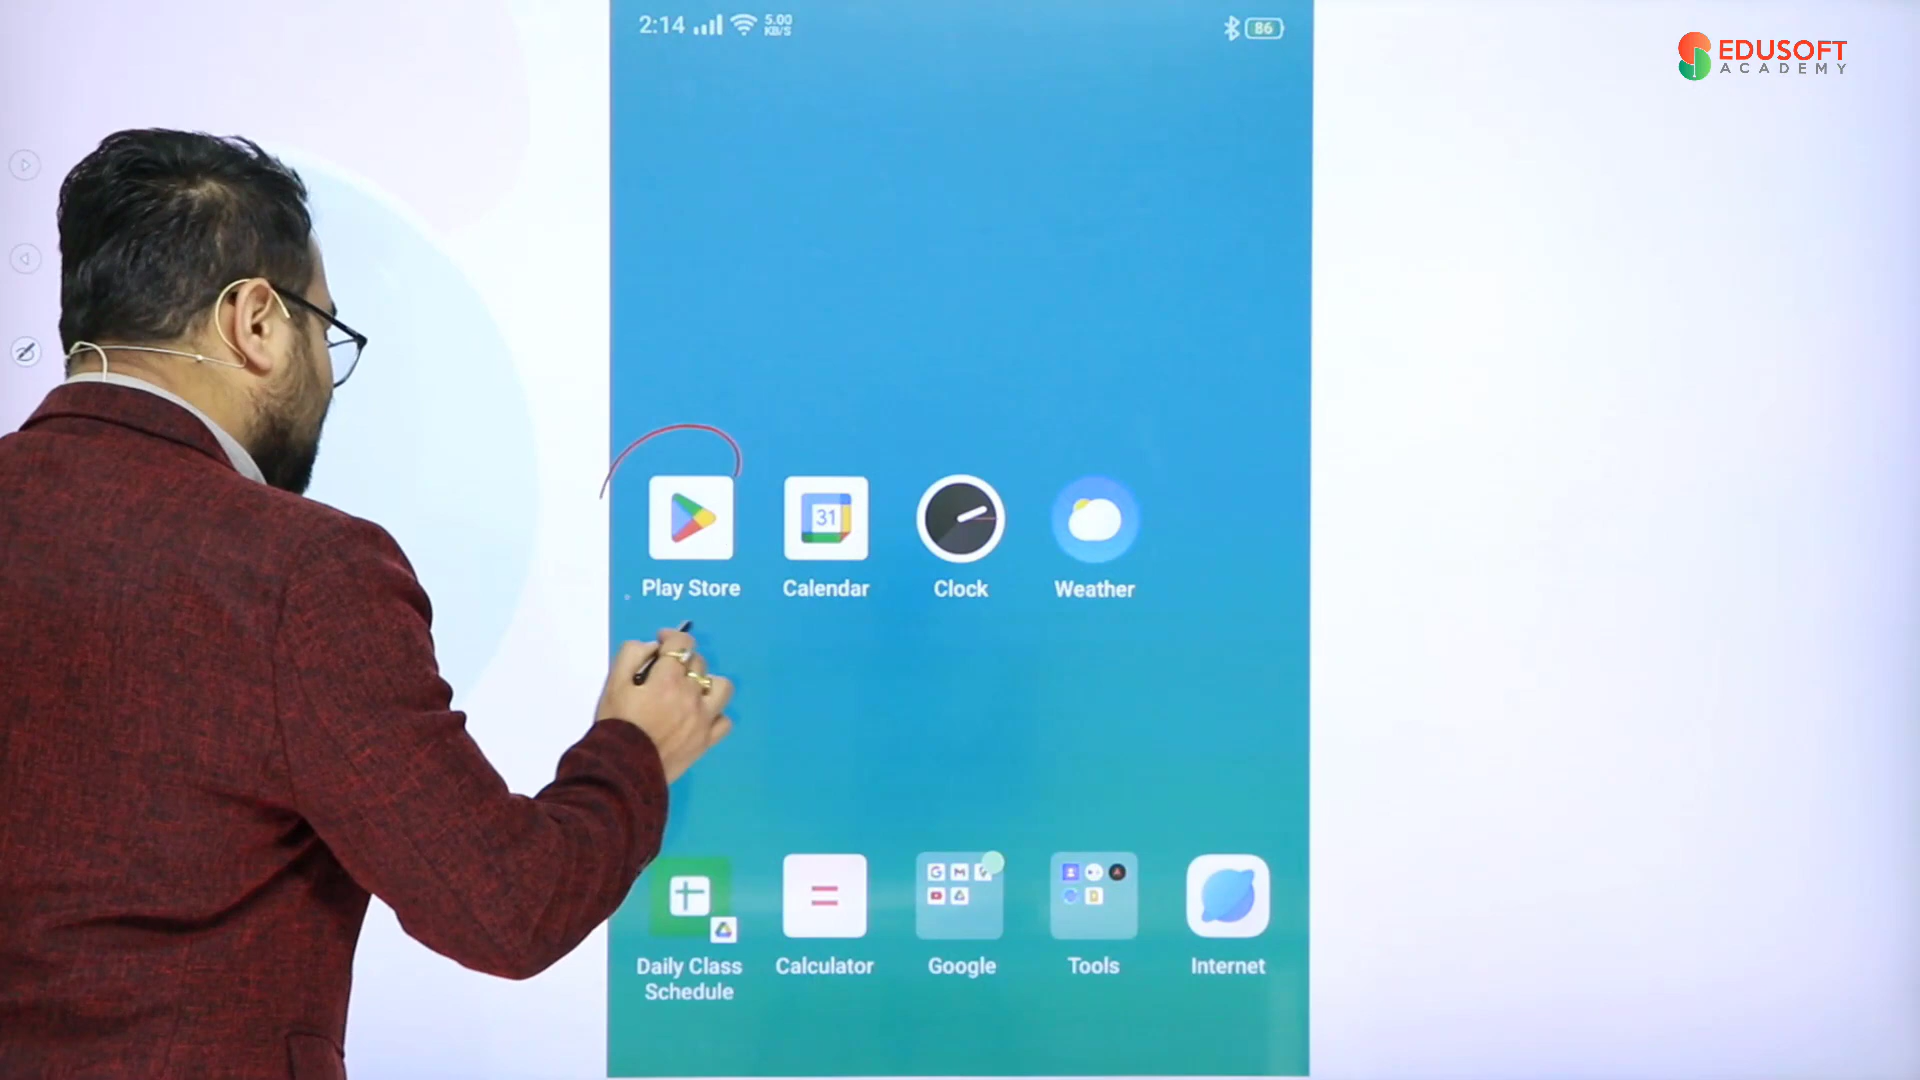 2:14 5.00 KB/S 86
EDUSOFT
ACADEMY
31
Play Store Calendar Clock Weather
G M
Daily Class Schedule Calculator Google Tools Internet